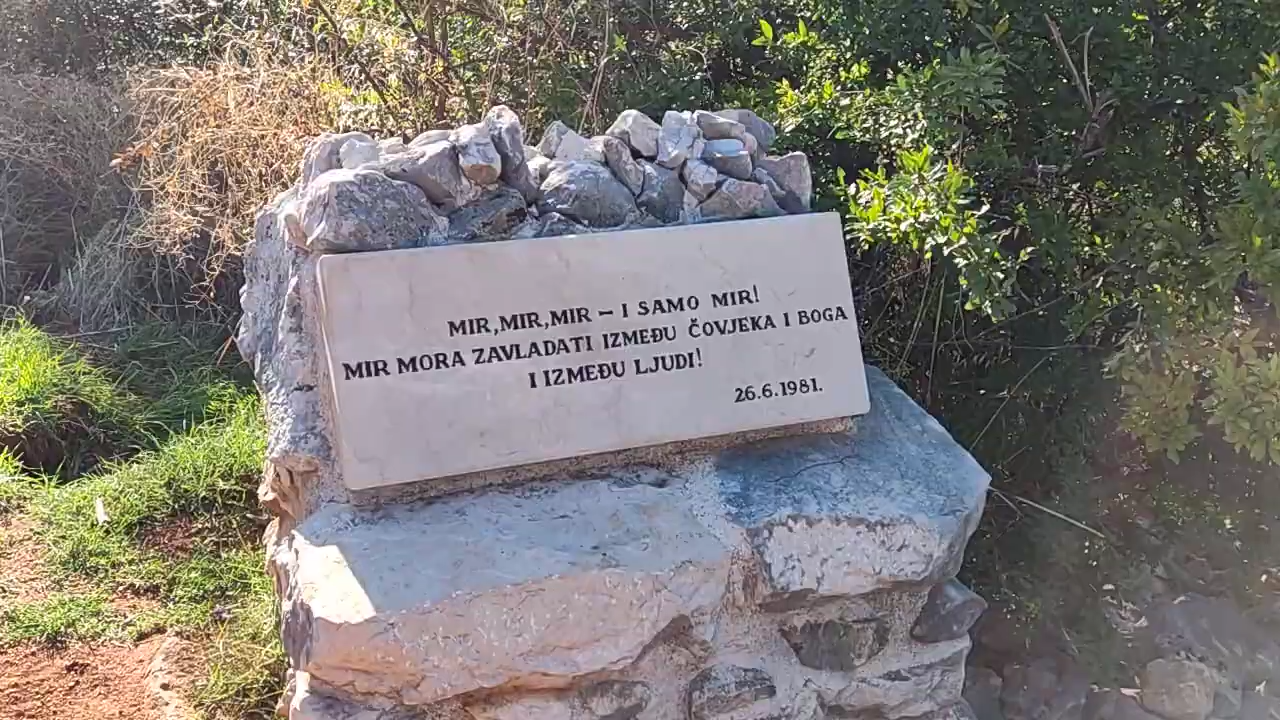 MIR,MIR,MIR – I SAMO MIR!
MIR MORA ZAVLADATI IZMEĐU ČOVJEKA I BOGA
I IZMEĐU LJUDI!
26.6.1981.